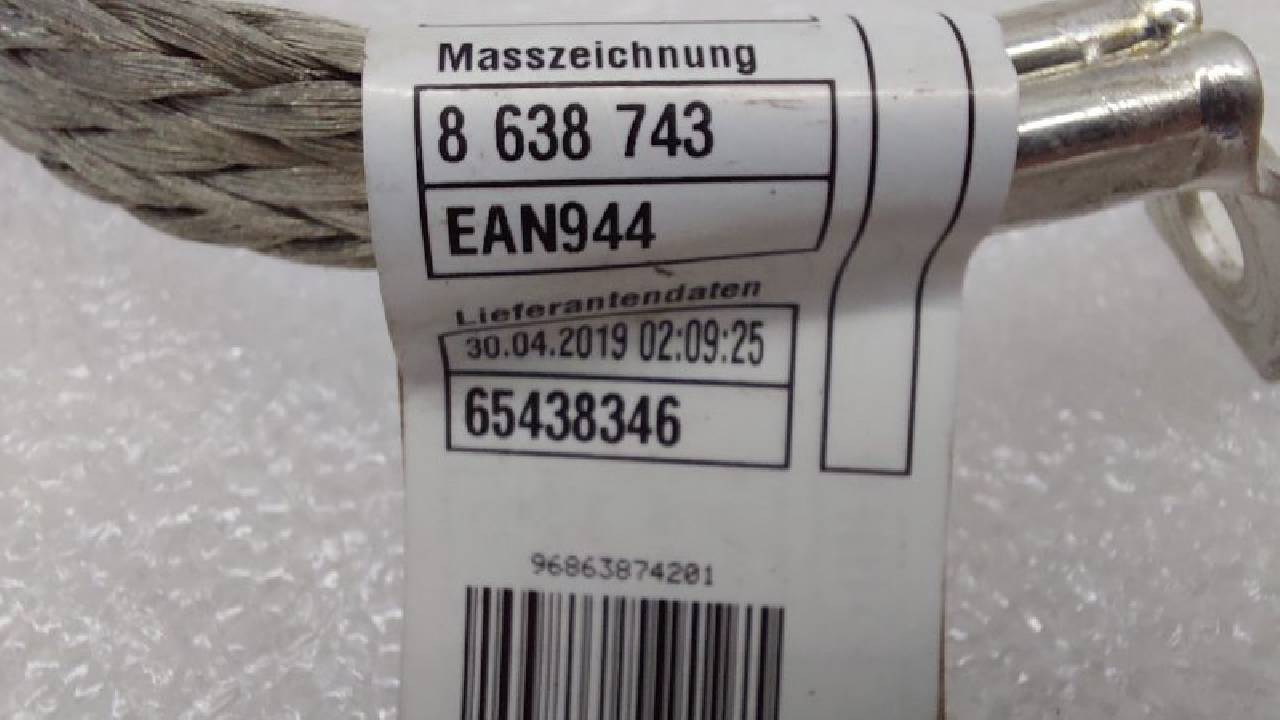 Masszeichnung
8 638 743
EAN944
Lieferantendaten
30.04.2019 02:09:25
65438346
96863874201